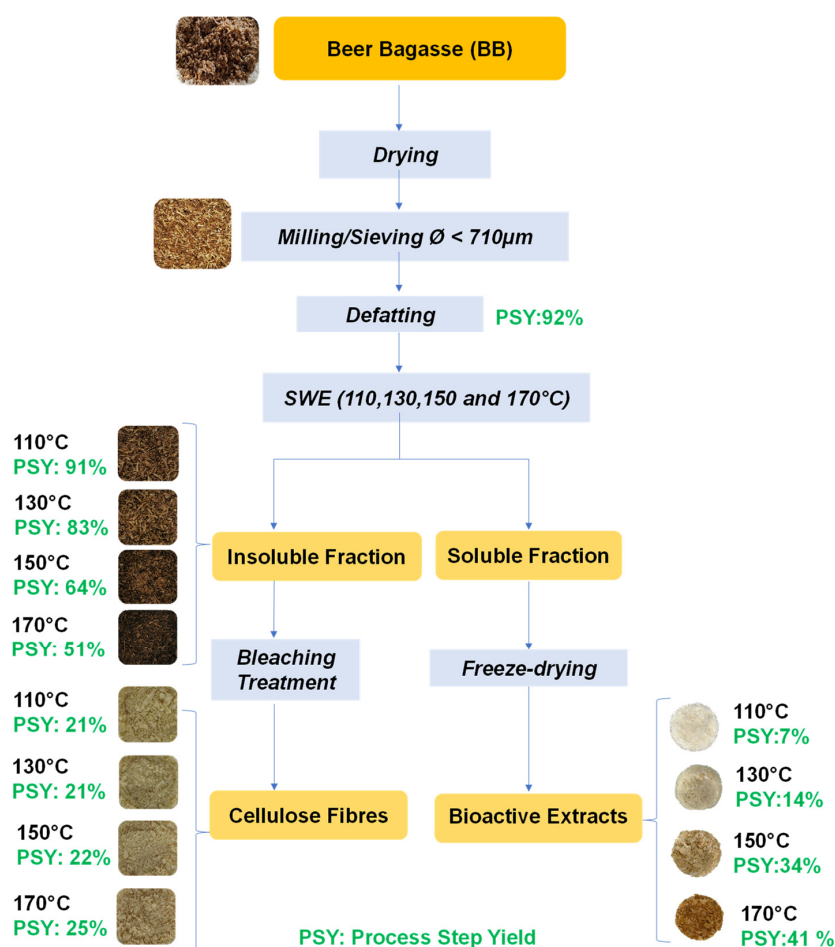 Beer Bagasse (BB)
Drying
Milling/Sieving Ø < 710µm
Defatting
PSY:92%
SWE (110,130,150 and 170°C)
110°C
PSY: 91%
130°C
PSY: 83%
150°C
PSY: 64%
170°C
PSY: 51%
Insoluble Fraction
Soluble Fraction
Bleaching
Treatment
Freeze-drying
110°C
PSY: 21%
130°C
PSY: 21%
150°C
PSY: 22%
170°C
PSY: 25%
Cellulose Fibres
Bioactive Extracts
110°C
PSY:7%
130°C
PSY:14%
150°C
PSY:34%
170°C
PSY:41 %
PSY: Process Step Yield